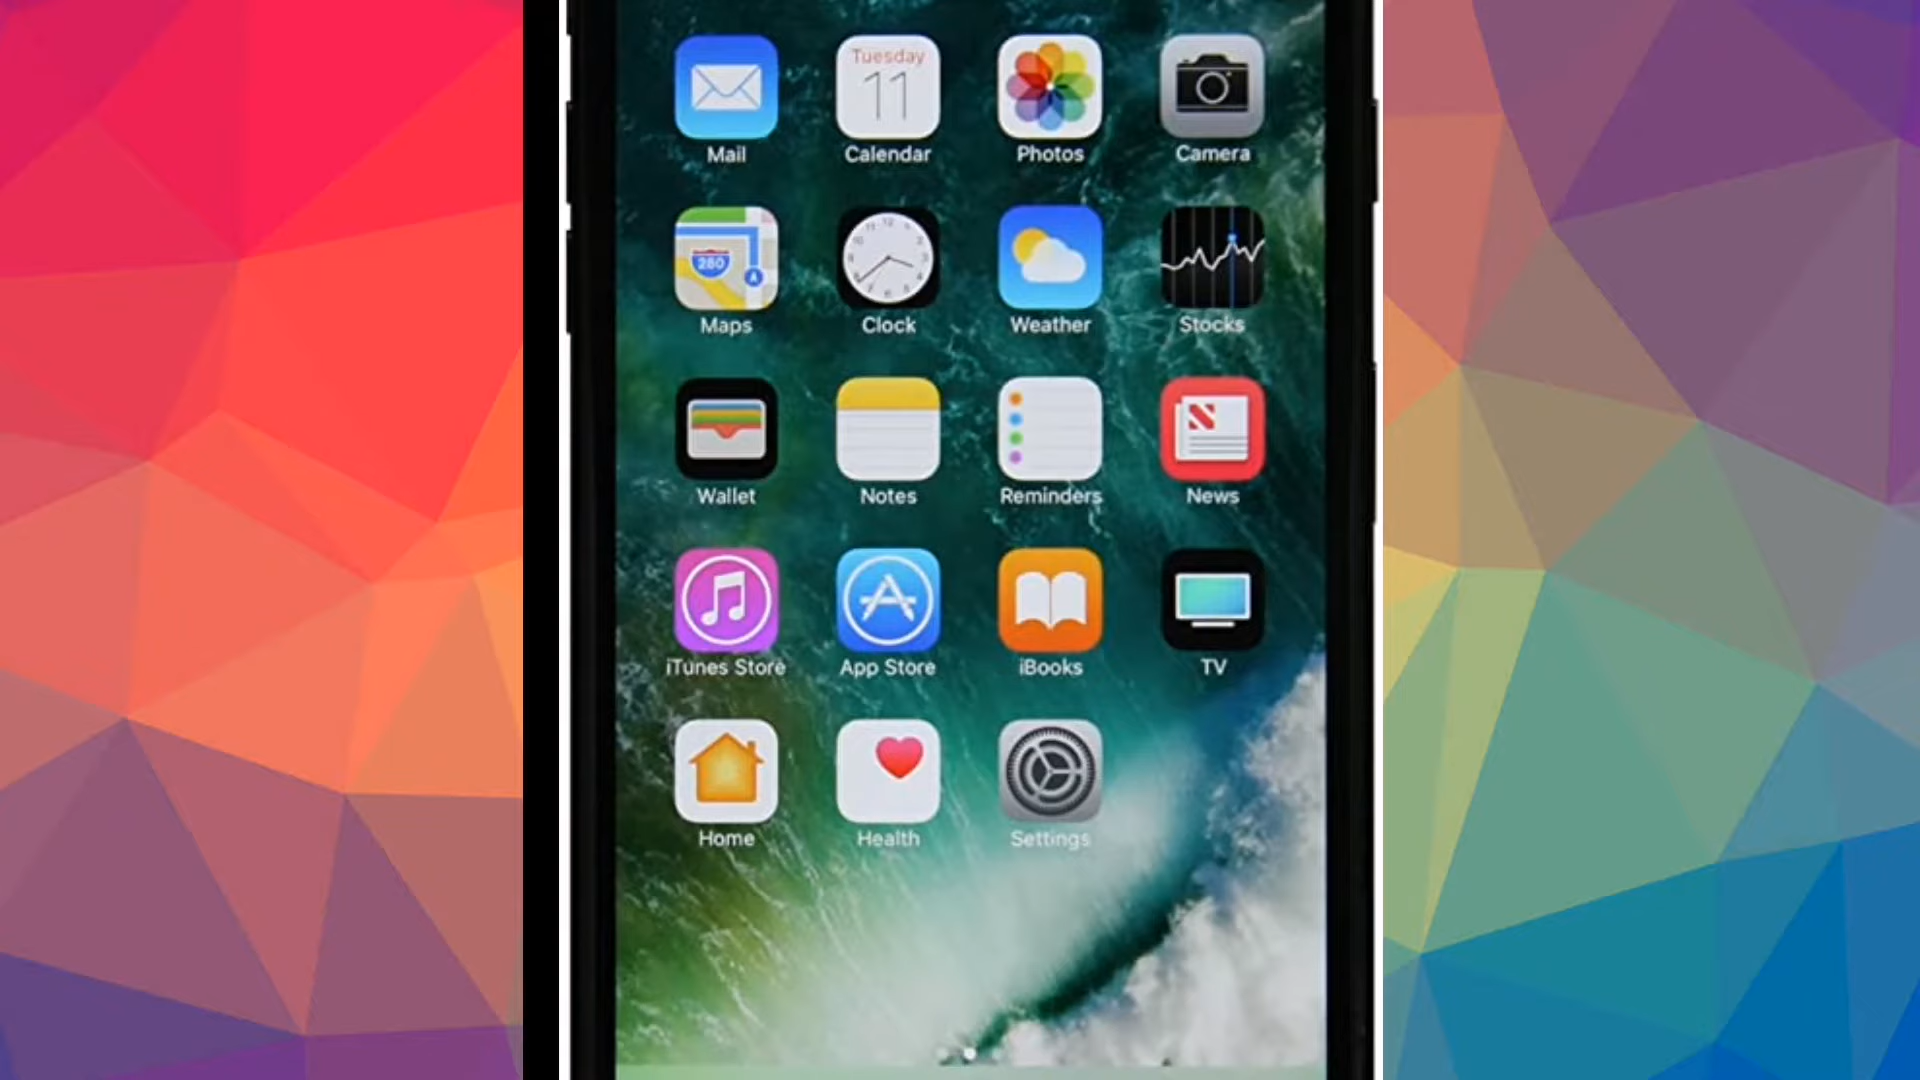 Tuesday
11
Mail
Calendar
Photos
Camera
280
A
Maps
Clock
Weather
Stocks
Wallet
Notes
Reminders
News
iTunes Store
App Store
iBooks
TV
Home
Health
Settings